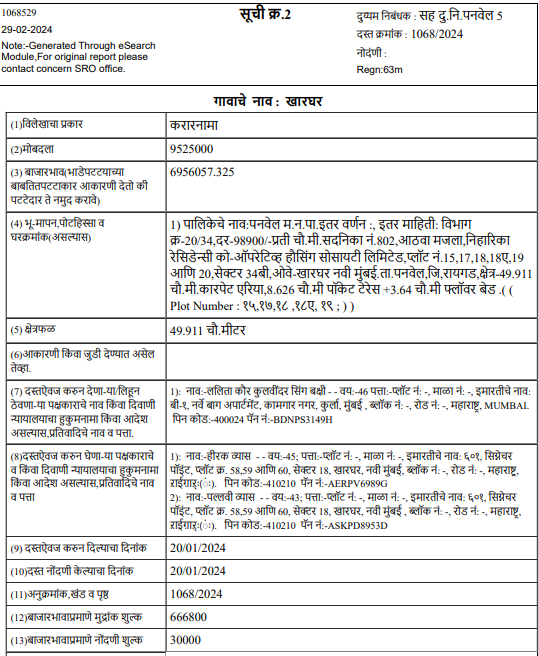 1068529
29-02-2024
Note:-Generated Through eSearch
Module,For original report please
contact concern SRO office.
सूची क्र.2
दुय्यम निबंधक : सह दु.नि.पनवेल 5
दस्त क्रमांक : 1068/2024
नोदंणी :
Regn:63m
गावाचे नाव : खारघर
(1)विलेखाचा प्रकार
करारनामा
(2)मोबदला
9525000
(3) बाजारभाव(भाडेपटटयाच्या
बाबतितपटटाकार आकारणी देतो की
पटटेदार ते नमुद करावे)
6956057.325
(4) भू-मापन,पोटहिस्सा व
घरक्रमांक(असल्यास)
1) पालिकेचे नाव:पनवेल म.न.पा.इतर वर्णन :, इतर माहिती: विभाग
क्र-20/34,दर-98900/-प्रती चौ.मी.सदनिका नं.802,आठवा मजला,निहारिका
रेसिडेन्सी को-ऑपरेटिव्ह हौसिंग सोसायटी लिमिटेड,प्लॉट नं.15,17,18,18ए,19
आणि 20,सेक्टर 34बी,ओवे-खारघर नवी मुंबई.ता.पनवेल,जि,रायगड,क्षेत्र-49.911
चौ.मी.कारपेट एरिया,8.626 चौ.मी पॉकेट टेरेस +3.64 चौ.मी फ्लॉवर बेड .( (
Plot Number : १५,१७,१८ ,१८ए, १९ ; ) )
(5) क्षेत्रफळ
49.911 चौ.मीटर
(6)आकारणी किंवा जुडी देण्यात असेल
तेव्हा.
(7) दस्तऐवज करुन देणा-या/लिहून
ठेवणा-या पक्षकाराचे नाव किंवा दिवाणी
न्यायालयाचा हुकुमनामा किंवा आदेश
असल्यास,प्रतिवादिचे नाव व पत्ता.
1): नाव:-ललिता कौर कुलवींदर सिंग बक्षी - - वय:-46 पत्ता:-प्लॉट नं: -, माळा नं: -, इमारतीचे नाव:
बी-१, नर्वे बाग अपार्टमेंट, कामगार नगर, कुर्ला, मुंबई , ब्लॉक नं: -, रोड नं: -, महाराष्ट्र, MUMBAI.
पिन कोड:-400024 पॅन नं:-BDNPS3149H
(8)दस्तऐवज करुन घेणा-या पक्षकाराचे
व किंवा दिवाणी न्यायालयाचा हुकुमनामा
किंवा आदेश असल्यास,प्रतिवादिचे नाव
व पत्ता
1): नाव:-हीरक व्यास - - वय:-45; पत्ता:-प्लॉट नं: -, माळा नं: -, इमारतीचे नाव: ६०१, सिग्नेचर
पॉईंट, प्लॉट क्र. 58,59 आणि 60, सेक्टर 18, खारघर, नवी मुंबई, ब्लॉक नं: -, रोड नं: -, महाराष्ट्र,
पिन कोड:-410210 पॅन नं:-AERPV6989G
2): नाव:-पल्लवी व्यास - - वय:-43; पत्ता:-प्लॉट नं: -, माळा नं: -, इमारतीचे नाव: ६०१, सिग्नेचर
पॉईंट, प्लॉट क्र. 58,59 आणि 60, सेक्टर 18, खारघर, नवी मुंबई , ब्लॉक नं: -, रोड नं: -, महाराष्ट्र,
पिन कोड:-410210 पॅन नं:-ASKPD8953D
(9) दस्तऐवज करुन दिल्याचा दिनांक
20/01/2024
(10)दस्त नोंदणी केल्याचा दिनांक
20/01/2024
(11)अनुक्रमांक,खंड व पृष्ठ
1068/2024
(12)बाजारभावाप्रमाणे मुद्रांक शुल्क
666800
(13)बाजारभावाप्रमाणे नोंदणी शुल्क
30000